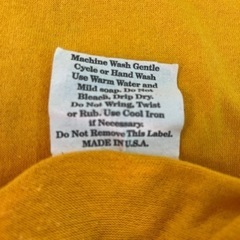 Machine Wash Gentle
Cycle or Hand Wash
Use Warm Water and
Mild soap. Do Not
Bleach. Drip Dry.
Do Not Wring, Twist
or Rub. Use Cool Iron
if Necessary.
Do Not Remove This Label.
MADE IN U.S.A.